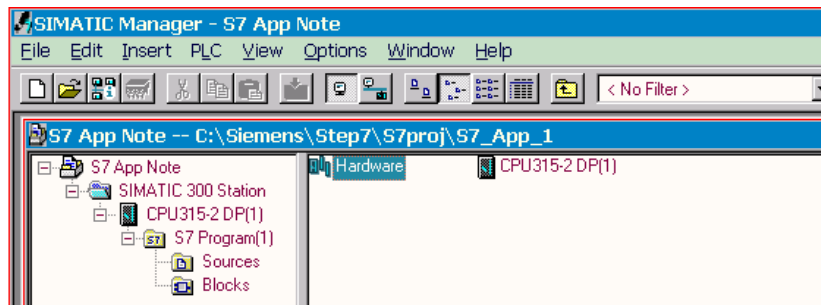 SIMATIC Manager - S7 App Note
File Edit Insert PLC View Options Window Help
< No Filter >
S7 App Note -- C:\Siemens\Step7\S7proj\S7_App_1
S7 App Note
SIMATIC 300 Station
CPU315-2 DP(1)
S7 Program(1)
Sources
Blocks
Hardware
CPU315-2 DP(1)